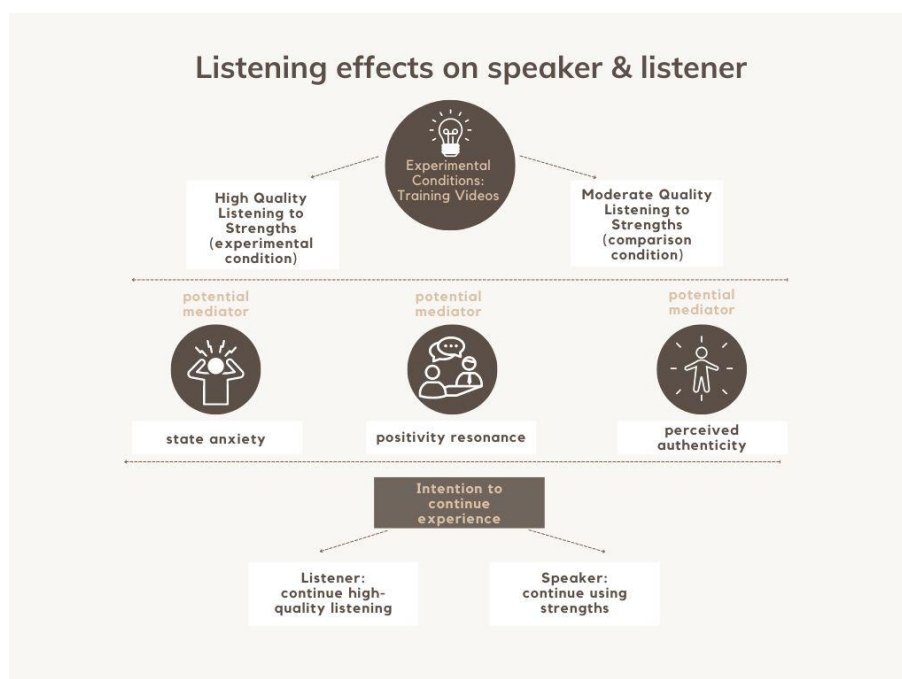 Listening effects on speaker & listener
Experimental
Conditions:
Training Videos
High Quality
Listening to
Strengths
(experimental
condition)
Moderate Quality
Listening to
Strengths
(comparison
condition)
potential
mediator
potential
mediator
potential
mediator
state anxiety
positivity resonance
perceived
authenticity
Intention to
continue
experience
Listener:
continue high-
quality listening
Speaker:
continue using
strengths